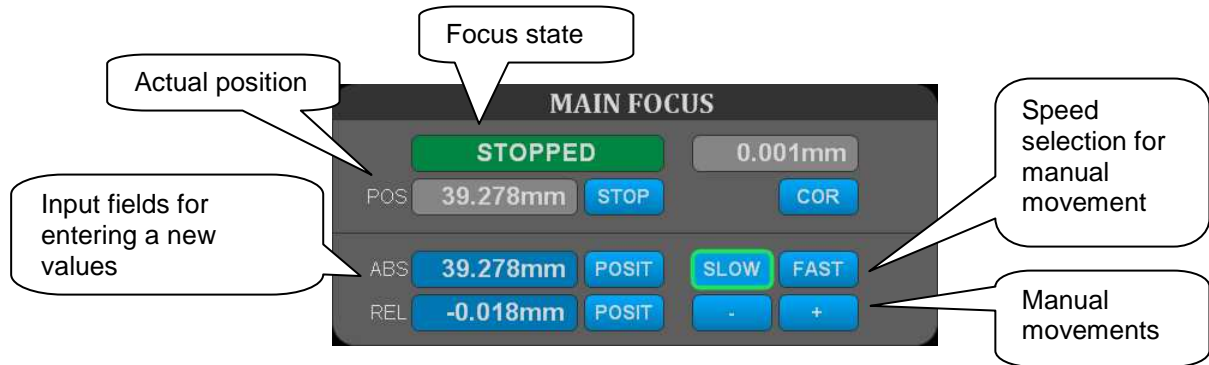 Focus state
Actual position
MAIN FOCUS
Speed
selection for
manual
movement
STOPPED
0.001mm
POS 39.278mm STOP COR
Input fields for
entering a new
values
ABS 39.278mm POSIT SLOW FAST
REL -0.018mm POSIT - +
Manual
movements